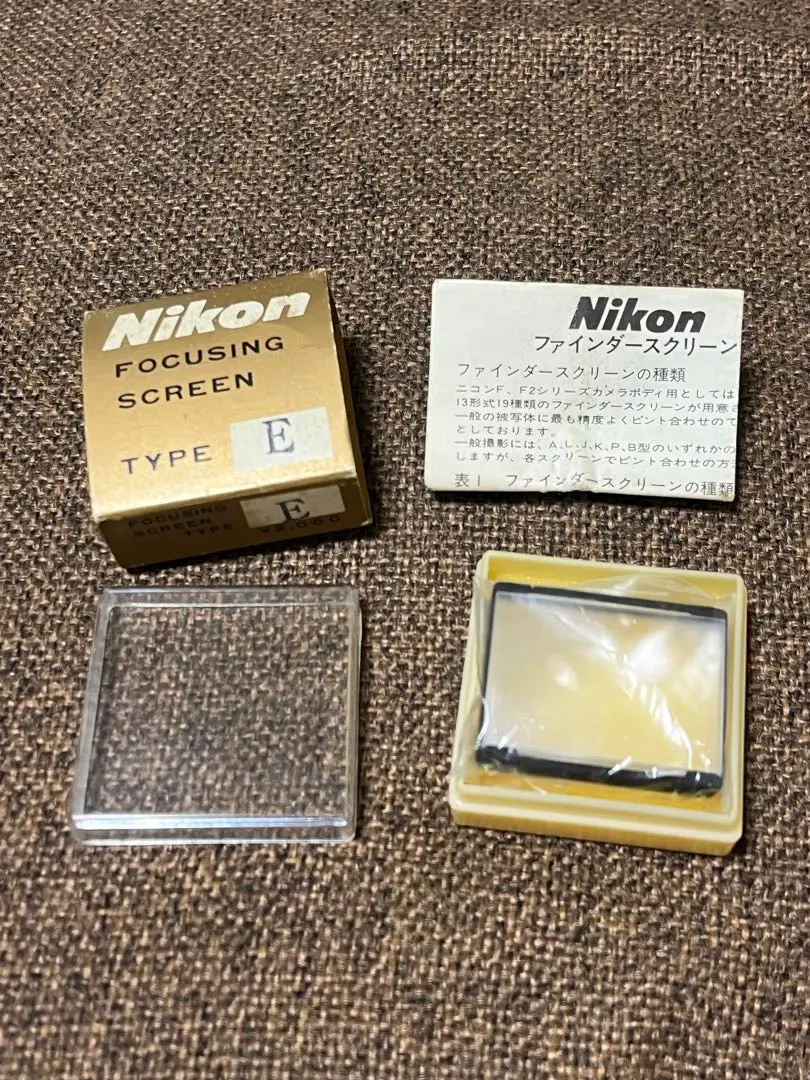 Nikon
FOCUSING
SCREEN
TYPE E
FOCUSING
SCREEN
TYPE E
¥2,000
Nikon
ファインダースクリーン
ファインダースクリーンの種類
ニコンF、F2シリーズカメラボディ用としては
13形式19種類のファインダースクリーンが用意さ
一般の被写体に最も精度よくピント合わせので
としております。
一般撮影には、A、L、J、K、P、B型のいずれかの
しますが、各スクリーンでピント合わせの方
表1 ファインダースクリーンの種類